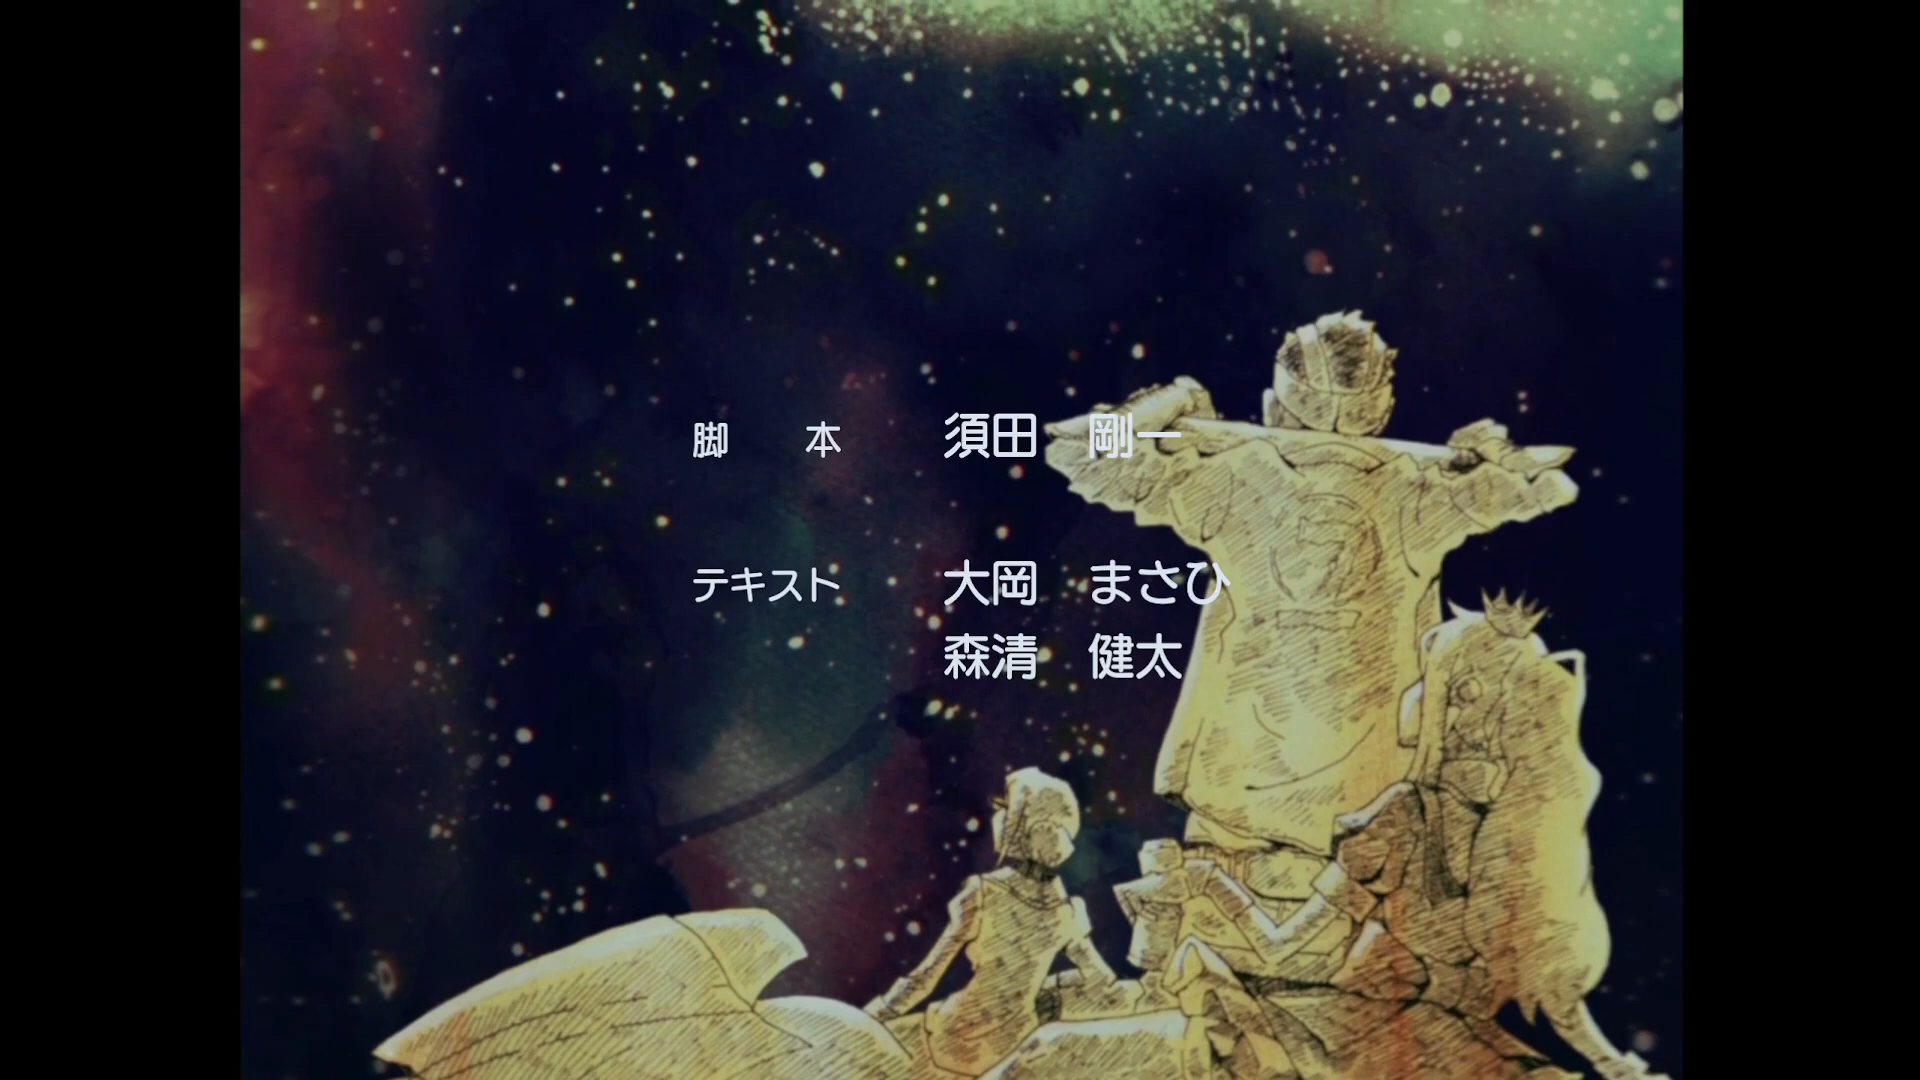 脚　本　須田　剛一
テキスト　大岡　まさひ
森清　健太